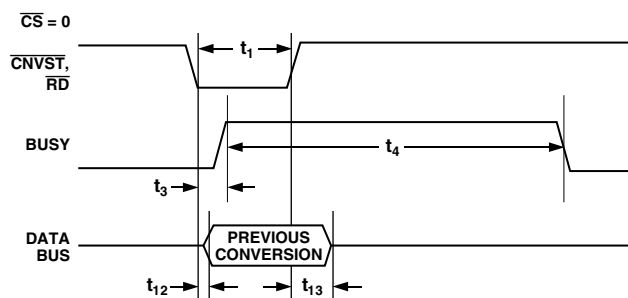 CS = 0
t1
CNVST,
RD
BUSY
t4
t3
DATA
BUS
PREVIOUS
CONVERSION
t12
t13